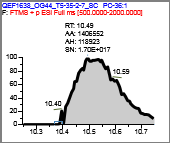 QEF1638_OG44_T5-35-2-7_SC PC-36:1
F: FTMS + p ESI Full ms [500.0000-2000.0000]
RT: 10.49
AA: 1406552
AH: 118923
SN: 1.70E+017
100
80
60
40
20
0
10.40
10.59
10.3 10.4 10.5 10.6 10.7